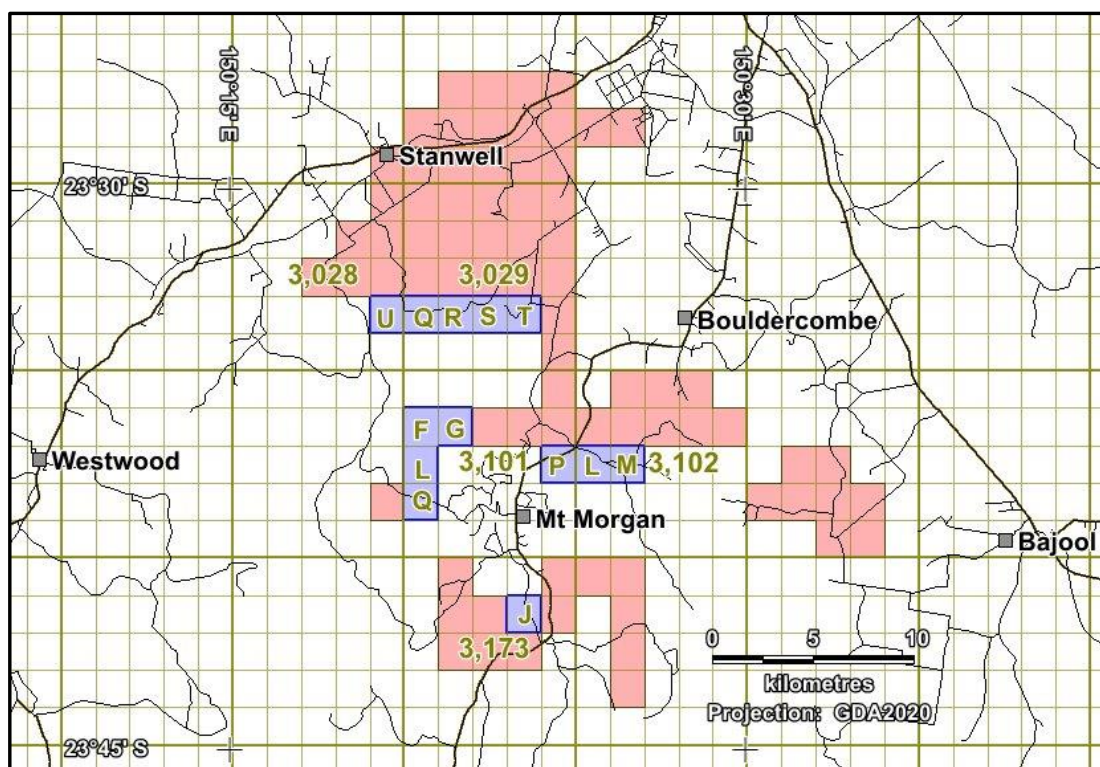 150°15' E
150°30' E
Stanwell
23°30' S
3,028
3,029
U Q R S T
Bouldercombe
F G
Westwood
3,101
P L M
3,102
L
Q
Mt Morgan
Bajool
J
3,173
0 5 10
kilometres
Projection: GDA2020
23°45' S